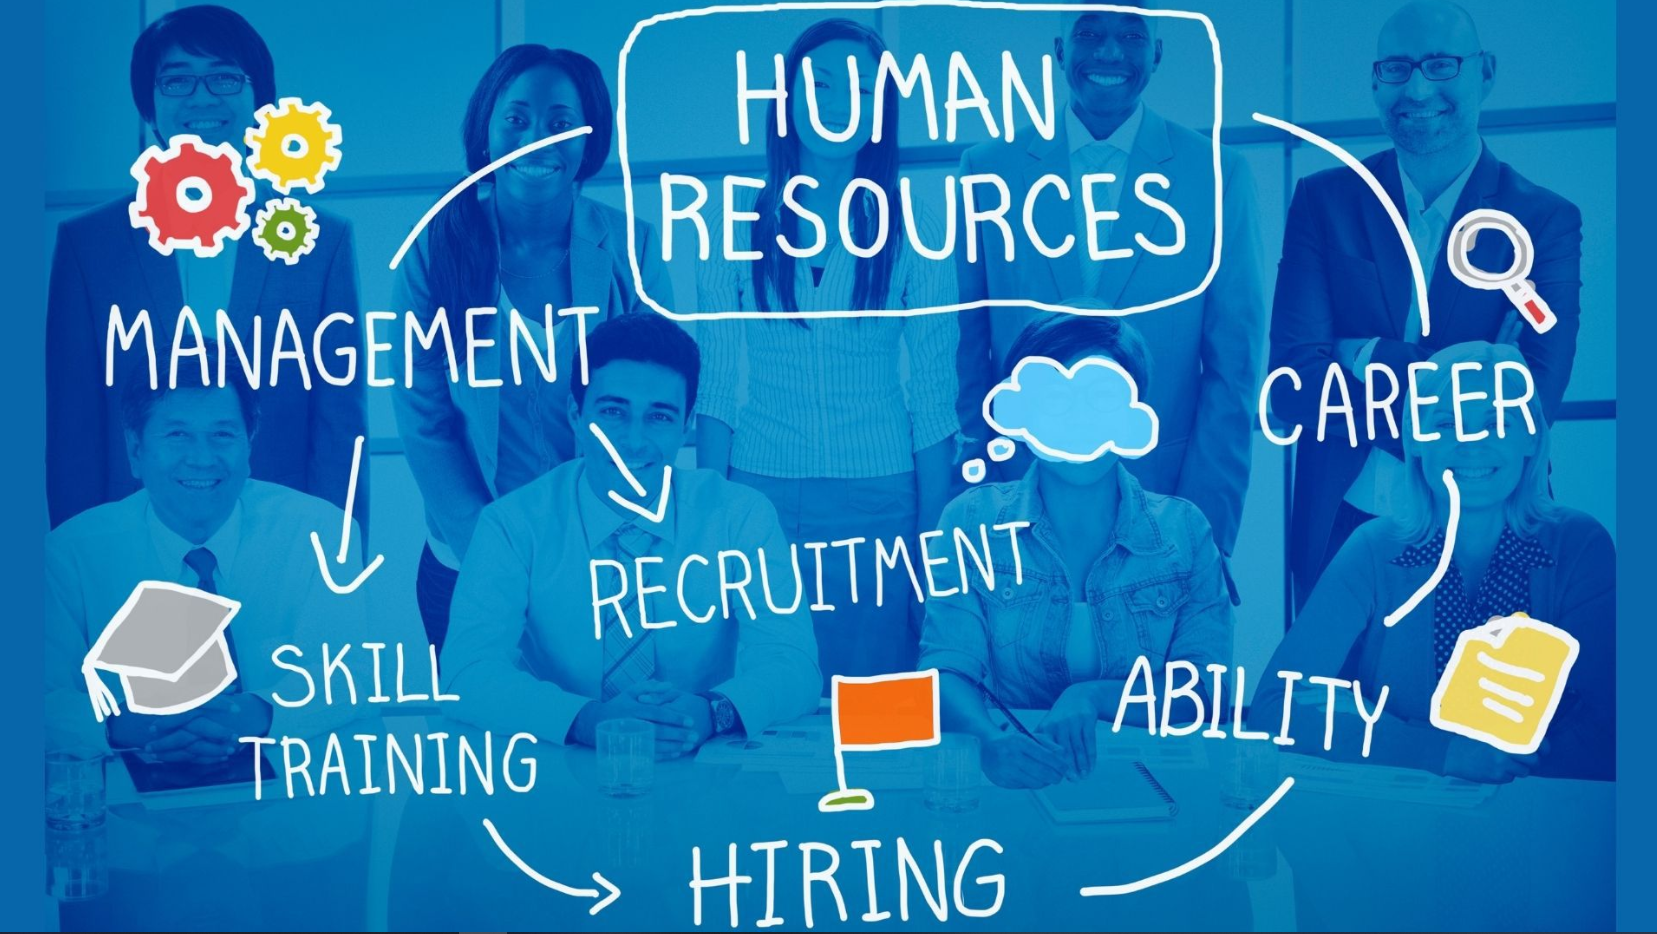 HUMAN
RESOURCES
MANAGEMENT
CAREER
RECRUITMENT
SKILL
TRAINING
ABILITY
HIRING